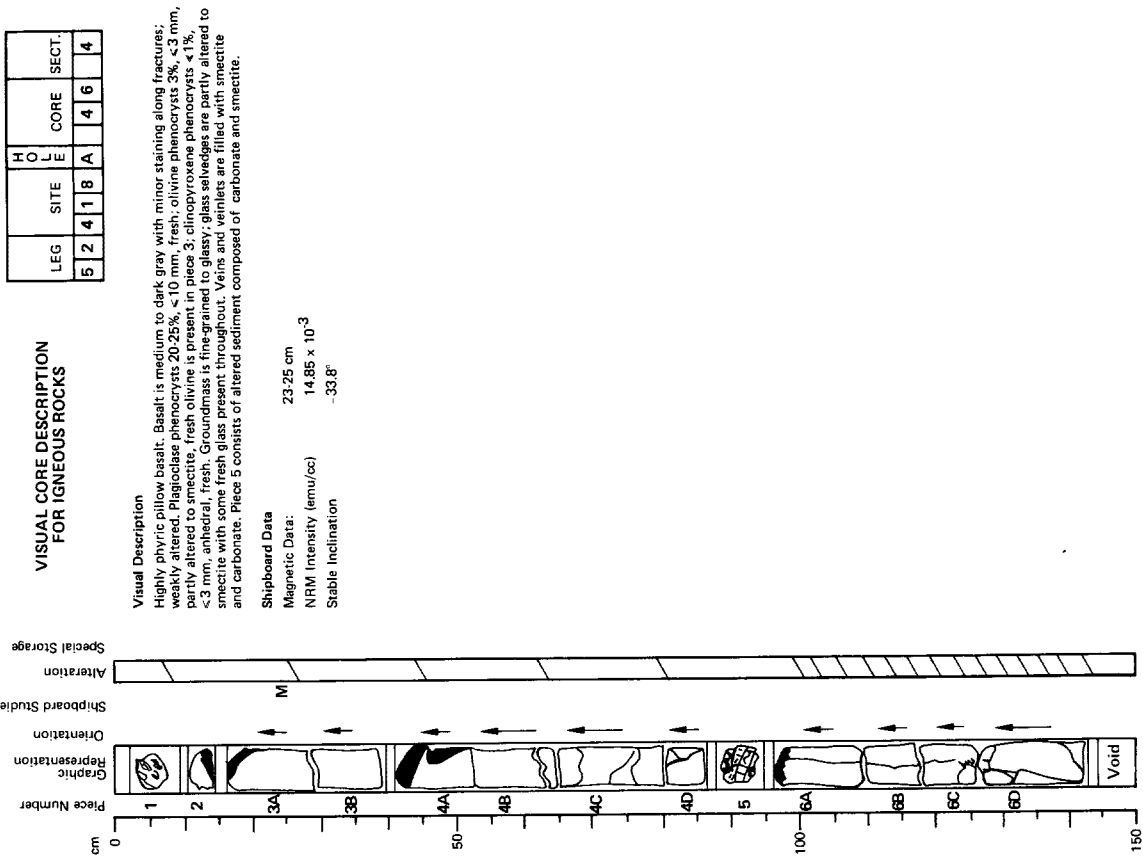 VISUAL CORE DESCRIPTION
FOR IGNEOUS ROCKS
LEG SITE HOLE CORE SECT.
5 2 4 1 8 A 4 6 4
Visual Description
Highly phyric pillow basalt. Basalt is medium to dark gray with minor staining along fractures;
weakly altered. Plagioclase phenocrysts 20-25%, <10 mm, fresh; olivine phenocrysts 3%, <3 mm,
partly altered to smectite, fresh olivine is present in piece 3; clinopyroxene phenocrysts <1%,
<3 mm, anhedral, fresh. Groundmass is fine-grained to glassy; glass selvedges are partly altered to
smectite with some fresh glass present throughout. Veins and veinlets are filled with smectite
and carbonate. Piece 5 consists of altered sediment composed of carbonate and smectite.
Shipboard Data
Magnetic Data: 23-25 cm
NRM Intensity (emu/cc) 14.85 x 10-3
Stable Inclination -33.8°
cm
Piece Number
Graphic
Representation
Orientation
Shipboard Studie
Alteration
Special Storage
0
50
100
150
1
2
3A
3B
4A
4B
4C
4D
5
6A
6B
6C
6D
Void
M